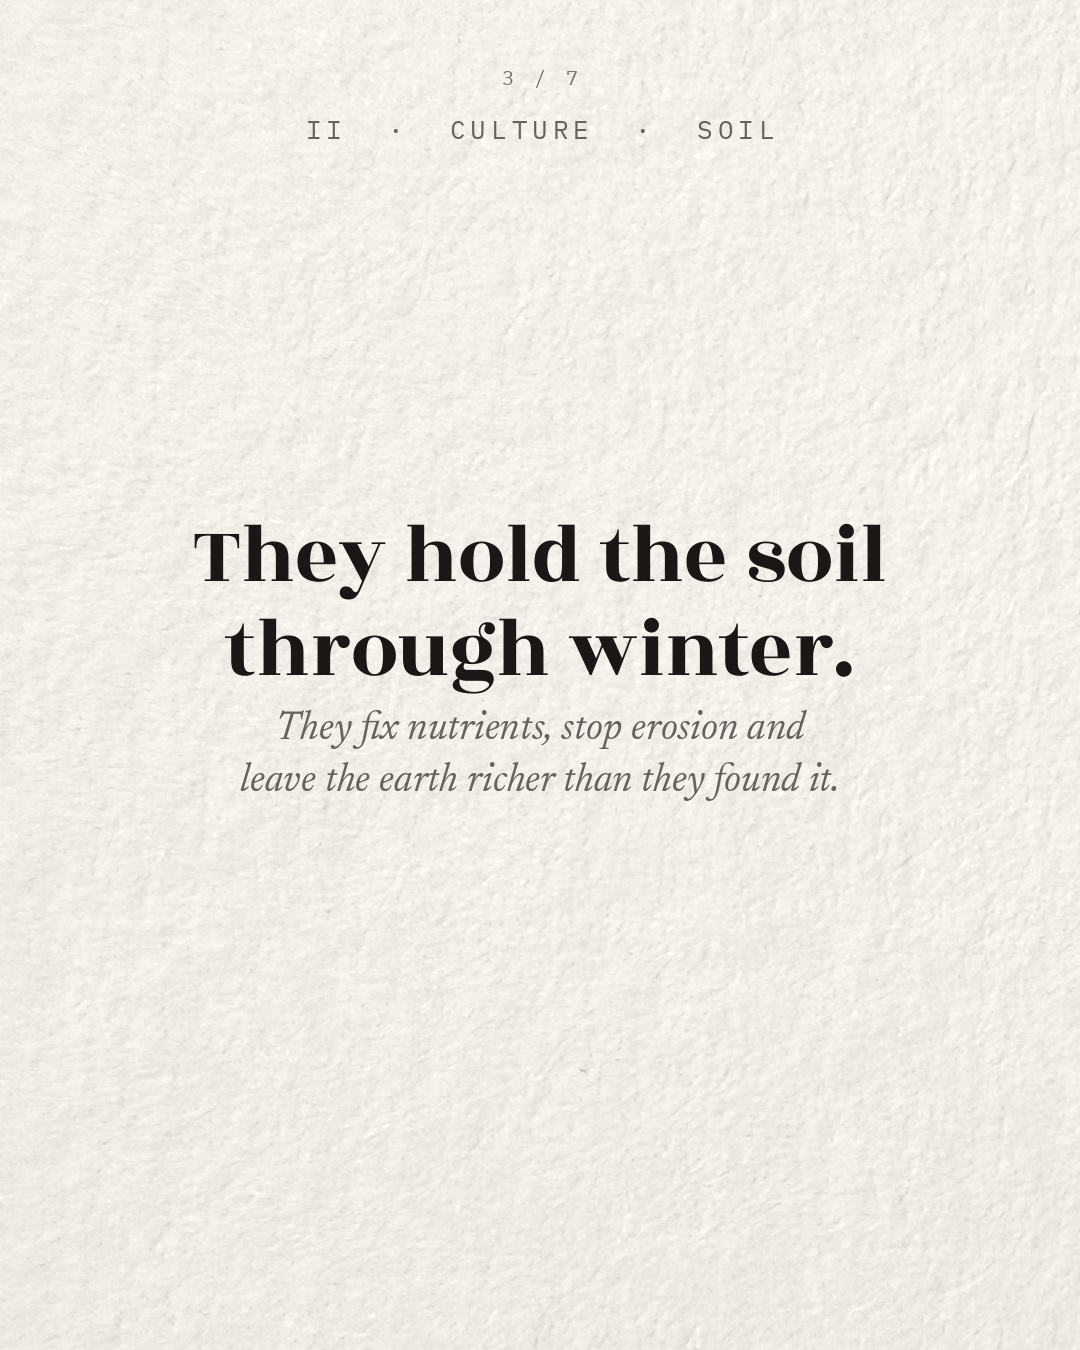 3 / 7
II · CULTURE · SOIL
They hold the soil
through winter.
They fix nutrients, stop erosion and
leave the earth richer than they found it.